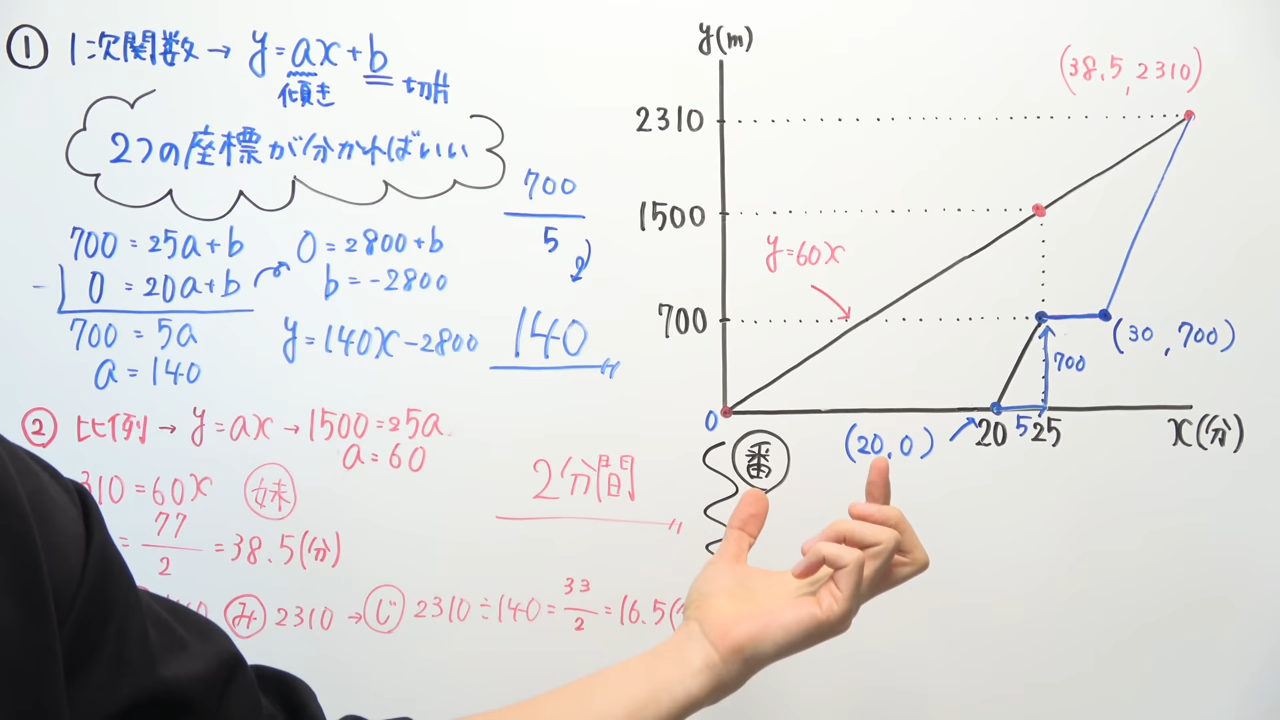 ① 1次関数 → y=ax+b
傾き 切片
2つの座標が分かればいい
700=25a+b
-) 0=20a+b
700=5a
a=140
0=2800+b
b=-2800
y=140x-2800
700
5
140
② 比例 → y=ax → 1500=25a
a=60
310=60x 妹
=77/2=38.5(分)
み 2310 → じ 2310÷140=33/2=16.5(
2分間
y(m)
(38.5, 2310)
2310
1500
y=60x
700
(30, 700)
700
0
(20, 0)
20 5 25
x(分)
番